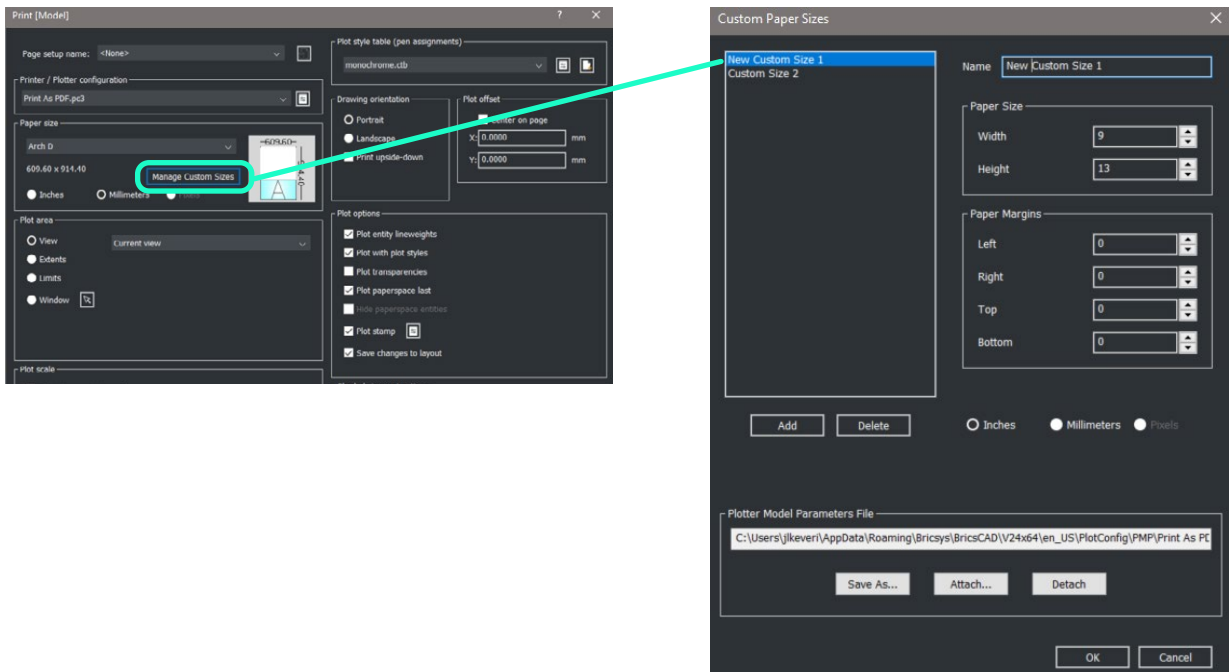 Print [Model]
Page setup name: <None>
Printer / Plotter configuration
Print As PDF.pc3
Paper size
Arch D
609.60 x 914.40
Manage Custom Sizes
609.60
914.40
A
Inches
Millimeters
Pixels
Plot area
View
Current view
Extents
Limits
Window
Plot scale
Plot style table (pen assignments)
monochrome.ctb
Drawing orientation
Portrait
Landscape
Print upside-down
Plot offset
Center on page
X: 0.0000 mm
Y: 0.0000 mm
Plot options
Plot entity lineweights
Plot with plot styles
Plot transparencies
Plot paperspace last
Hide paperspace entities
Plot stamp
Save changes to layout
Custom Paper Sizes
New Custom Size 1
Custom Size 2
Add
Delete
Name New Custom Size 1
Paper Size
Width 9
Height 13
Paper Margins
Left 0
Right 0
Top 0
Bottom 0
Inches
Millimeters
Pixels
Plotter Model Parameters File
C:\Users\jlkeveri\AppData\Roaming\Bricsys\BricsCAD\V24x64\en_US\PlotConfig\PMP\Print As
Save As...
Attach...
Detach
OK
Cancel